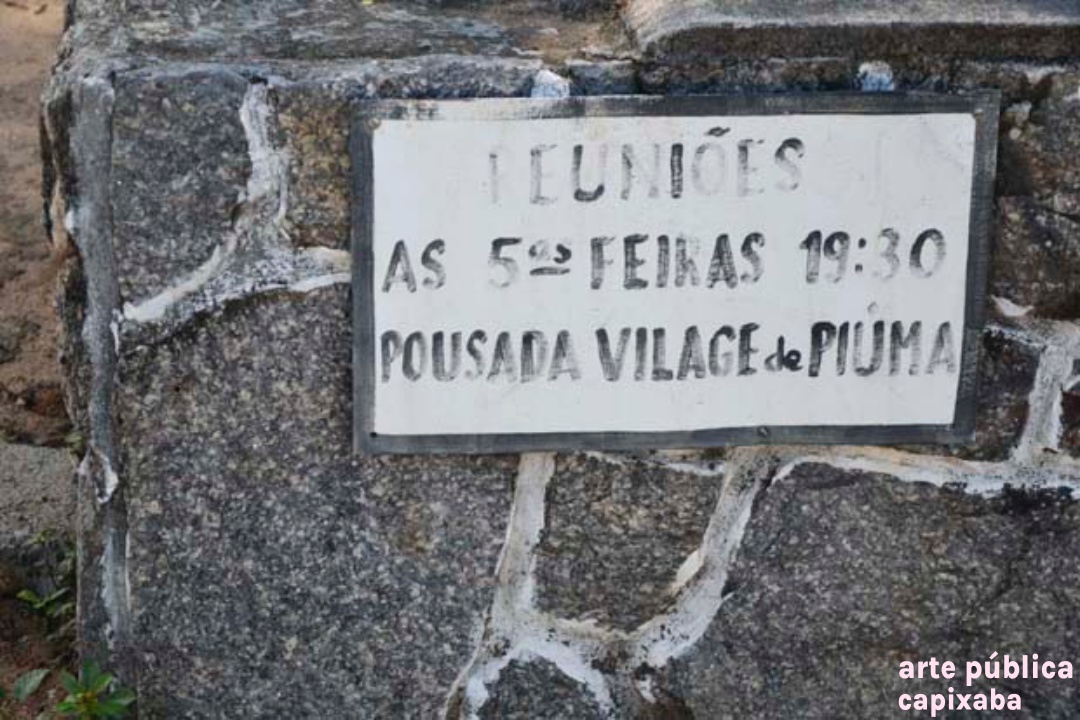 REUNIÕES
AS 5as FEIRAS 19:30
POUSADA VILAGE de PIÚMA
arte pública
capixaba